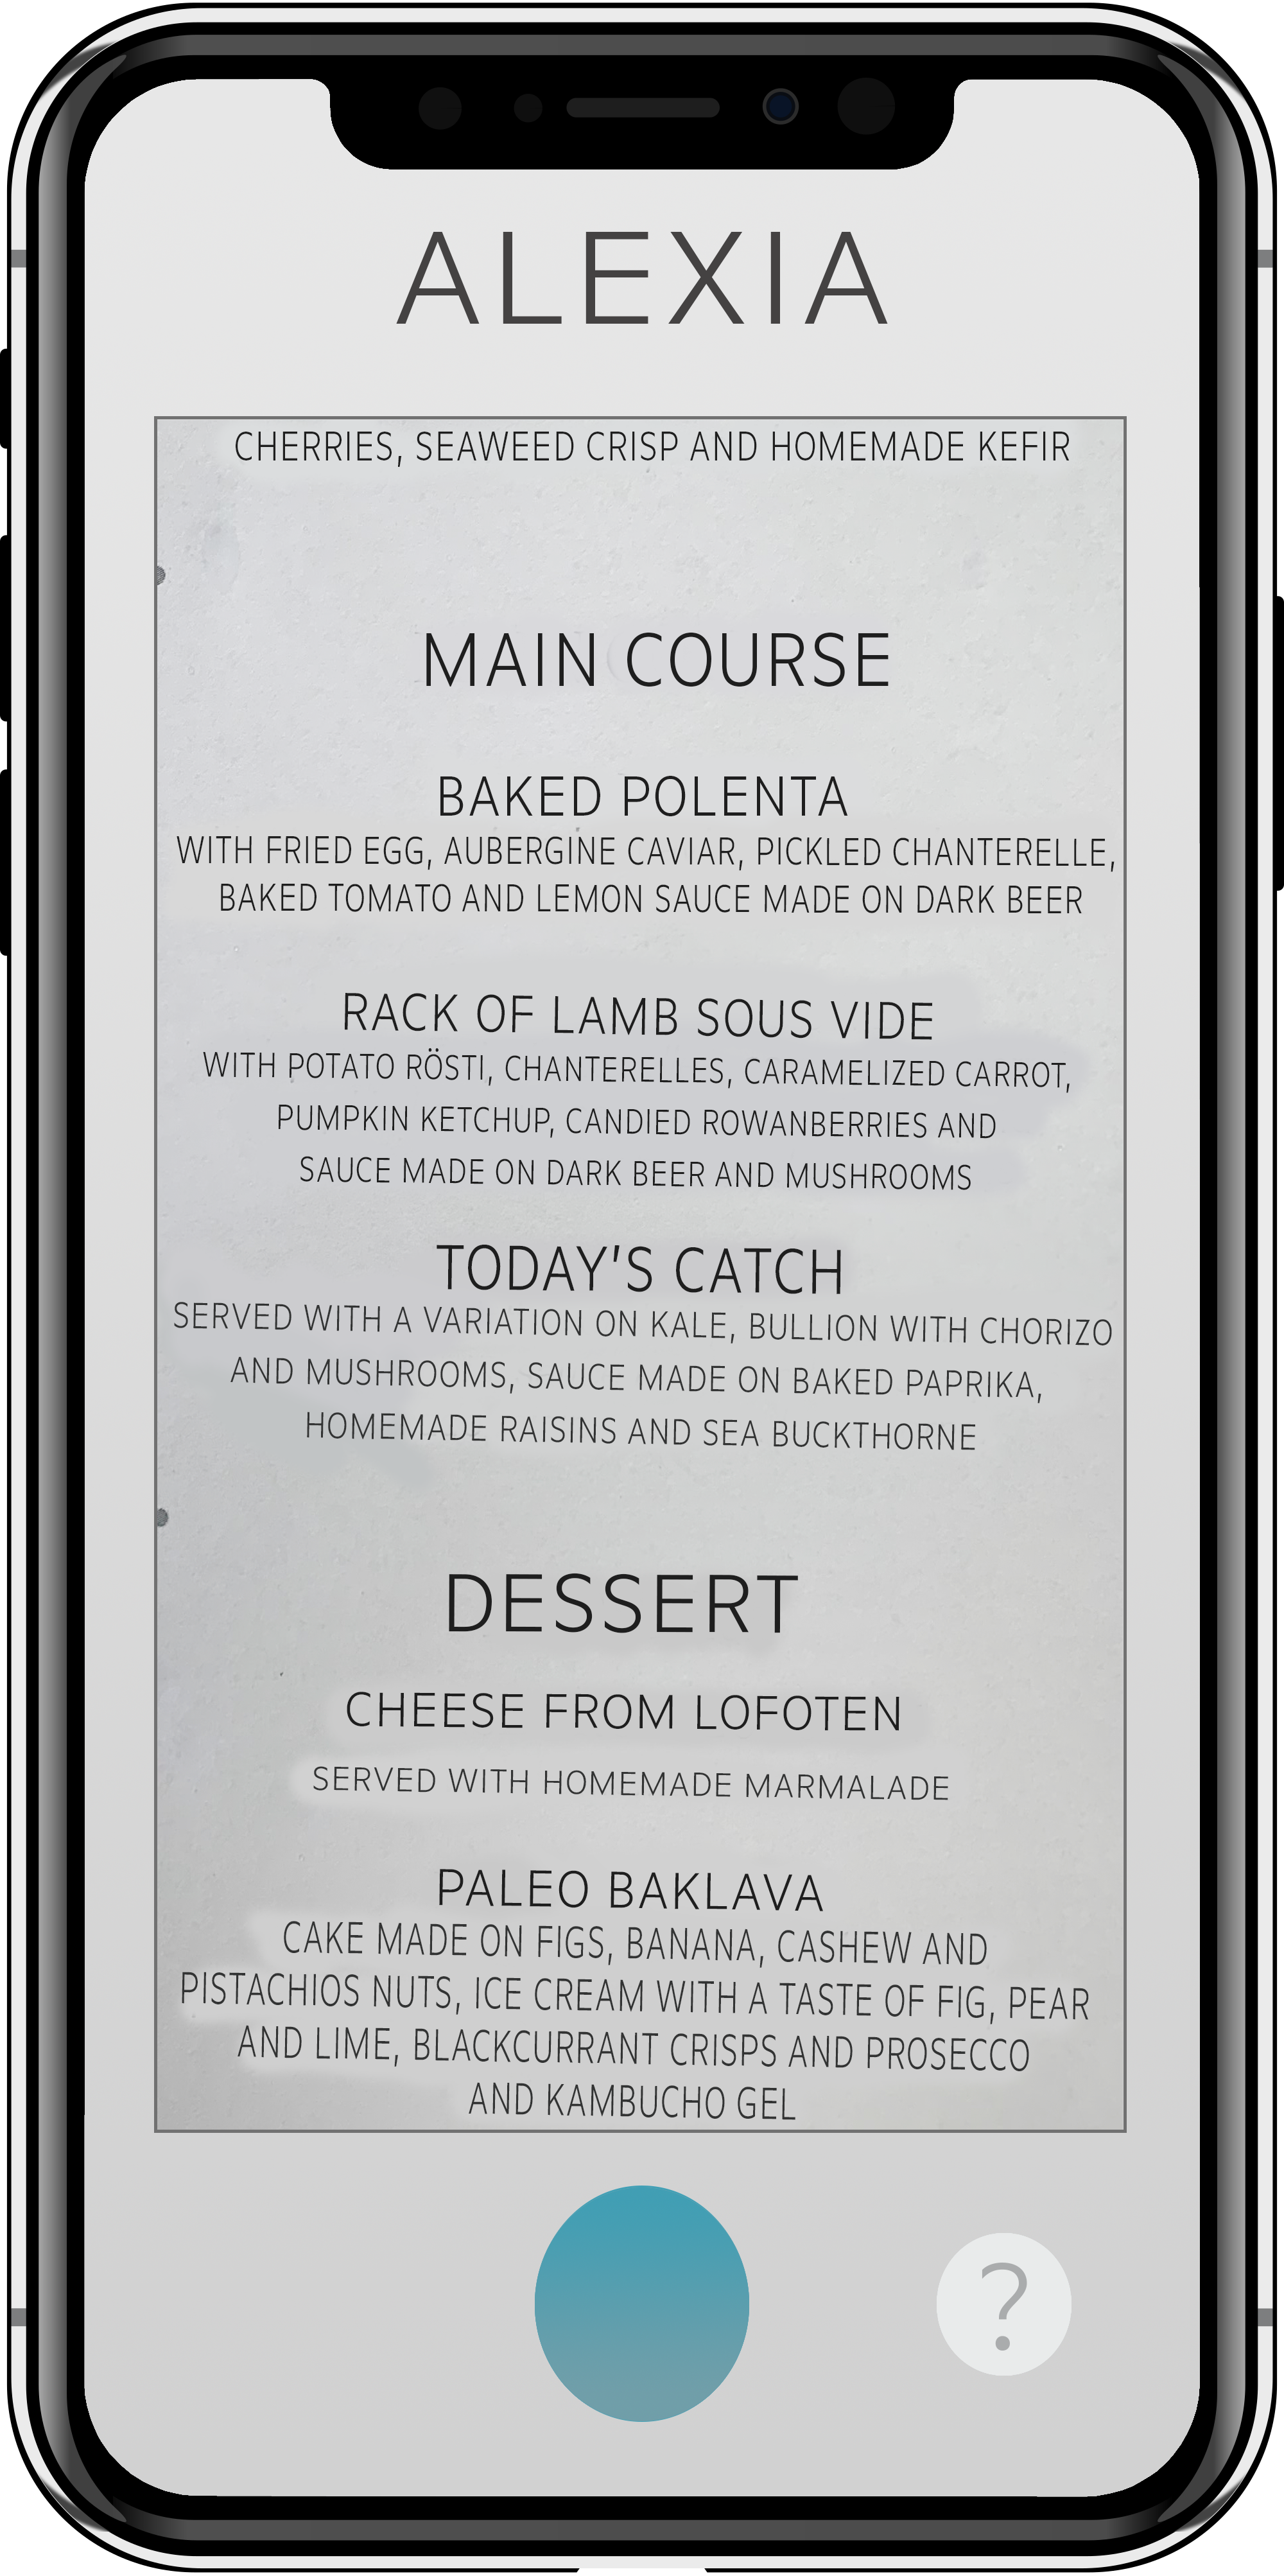 ALEXIA
CHERRIES, SEAWEED CRISP AND HOMEMADE KEFIR
MAIN COURSE
BAKED POLENTA
WITH FRIED EGG, AUBERGINE CAVIAR, PICKLED CHANTERELLE,
BAKED TOMATO AND LEMON SAUCE MADE ON DARK BEER
RACK OF LAMB SOUS VIDE
WITH POTATO RÖSTI, CHANTERELLES, CARAMELIZED CARROT,
PUMPKIN KETCHUP, CANDIED ROWANBERRIES AND
SAUCE MADE ON DARK BEER AND MUSHROOMS
TODAY'S CATCH
SERVED WITH A VARIATION ON KALE, BULLION WITH CHORIZO
AND MUSHROOMS, SAUCE MADE ON BAKED PAPRIKA,
HOMEMADE RAISINS AND SEA BUCKTHORNE
DESSERT
CHEESE FROM LOFOTEN
SERVED WITH HOMEMADE MARMALADE
PALEO BAKLAVA
CAKE MADE ON FIGS, BANANA, CASHEW AND
PISTACHIOS NUTS, ICE CREAM WITH A TASTE OF FIG, PEAR
AND LIME, BLACKCURRANT CRISPS AND PROSECCO
AND KAMBUCHO GEL
?